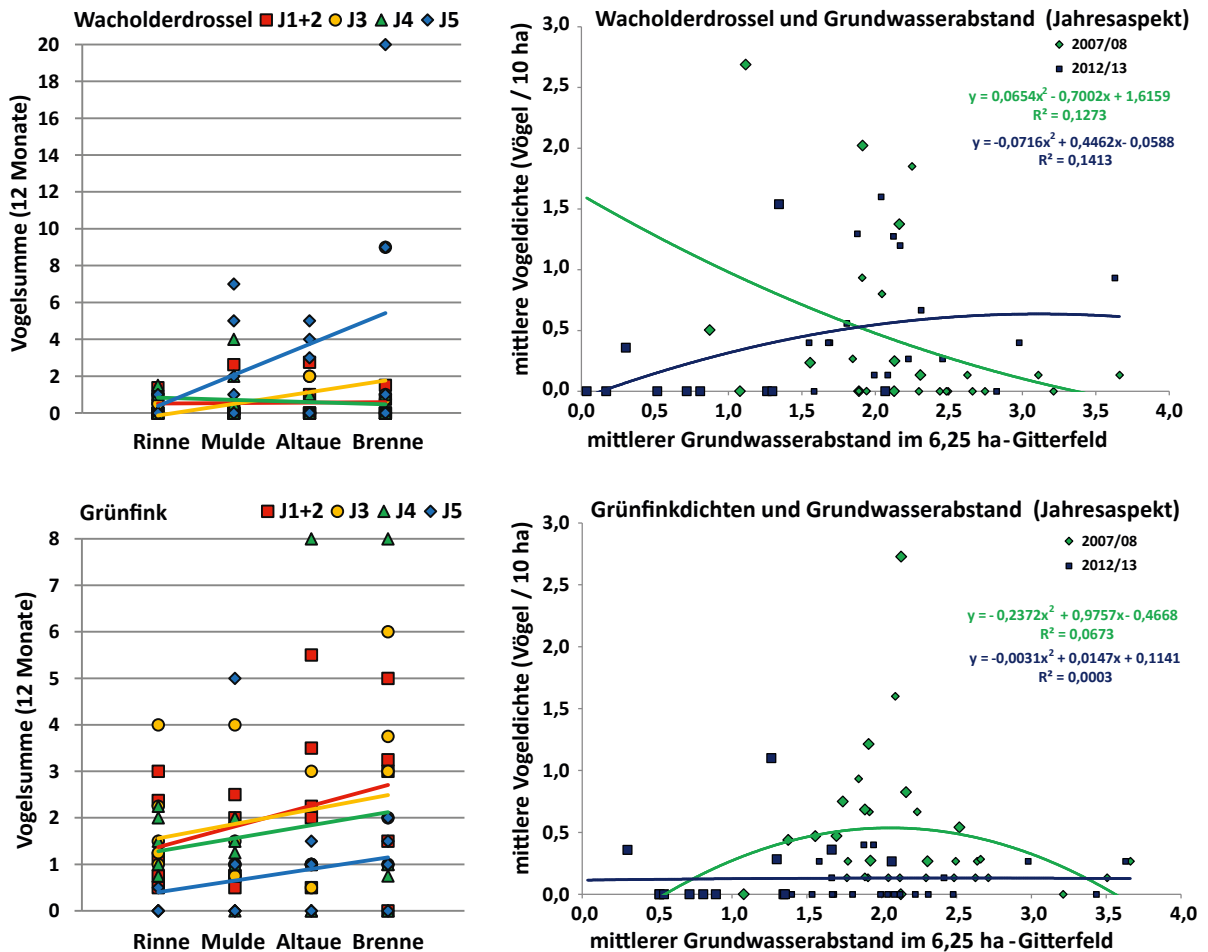 Wacholderdrossel J1+2 J3 J4 J5
Vogelsumme (12 Monate)
20
18
16
14
12
10
8
6
4
2
0
Rinne Mulde Altaue Brenne
Wacholderdrossel und Grundwasserabstand (Jahresaspekt)
2007/08
2012/13
y = 0,0654x² - 0,7002x + 1,6159
R² = 0,1273
y = -0,0716x² + 0,4462x- 0,0588
R² = 0,1413
mittlere Vogeldichte (Vögel / 10 ha)
3,0
2,5
2,0
1,5
1,0
0,5
0,0
0,0 0,5 1,0 1,5 2,0 2,5 3,0 3,5 4,0
mittlerer Grundwasserabstand im 6,25 ha-Gitterfeld
Grünfink J1+2 J3 J4 J5
Vogelsumme (12 Monate)
8
7
6
5
4
3
2
1
0
Rinne Mulde Altaue Brenne
Grünfinkdichten und Grundwasserabstand (Jahresaspekt)
2007/08
2012/13
y = - 0,2372x² + 0,9757x- 0,4668
R² = 0,0673
y = -0,0031x² + 0,0147x + 0,1141
R² = 0,0003
mittlere Vogeldichte (Vögel / 10 ha)
3,0
2,5
2,0
1,5
1,0
0,5
0,0
0,0 0,5 1,0 1,5 2,0 2,5 3,0 3,5 4,0
mittlerer Grundwasserabstand im 6,25 ha-Gitterfeld